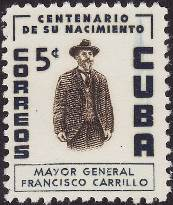 CENTENARIO
DE SU NACIMIENTO
5¢
CORREOS
CUBA
MAYOR GENERAL
FRANCISCO CARRILLO